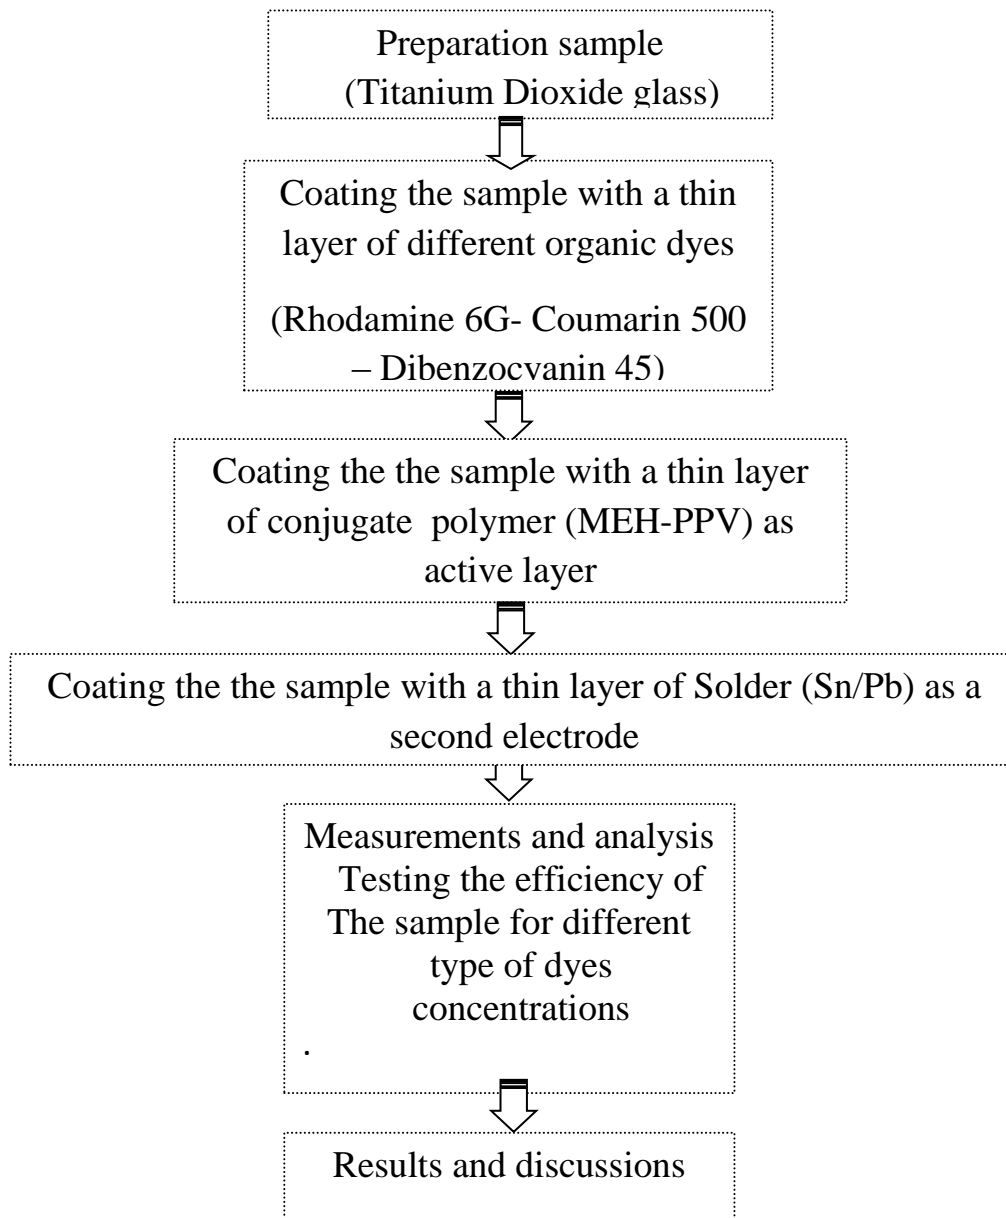 Preparation sample
(Titanium Dioxide glass)
Coating the sample with a thin
layer of different organic dyes
(Rhodamine 6G- Coumarin 500
– Dibenzocvanin 45)
Coating the the sample with a thin layer
of conjugate polymer (MEH-PPV) as
active layer
Coating the the sample with a thin layer of Solder (Sn/Pb) as a
second electrode
Measurements and analysis
Testing the efficiency of
The sample for different
type of dyes
concentrations
.
Results and discussions